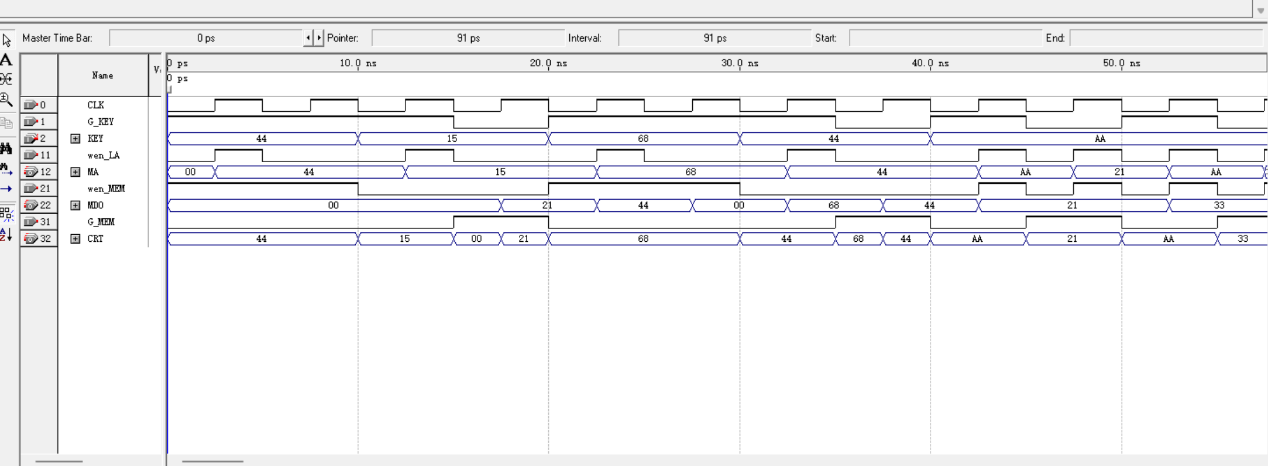 Master Time Bar: 0 ps Pointer: 91 ps Interval: 91 ps Start: End:
Name V
0 ps 10.0 ns 20.0 ns 30.0 ns 40.0 ns 50.0 ns
0 ps
0 CLK
1 G_KEY
2 KEY 44 15 68 44 AA
11 wen_LA
12 MA 00 44 15 68 44 AA 21 AA
21 wen_MEM
22 MDO 00 21 44 00 68 44 21 33
31 G_MEM
32 CRT 44 15 00 21 68 44 68 44 AA 21 AA 33